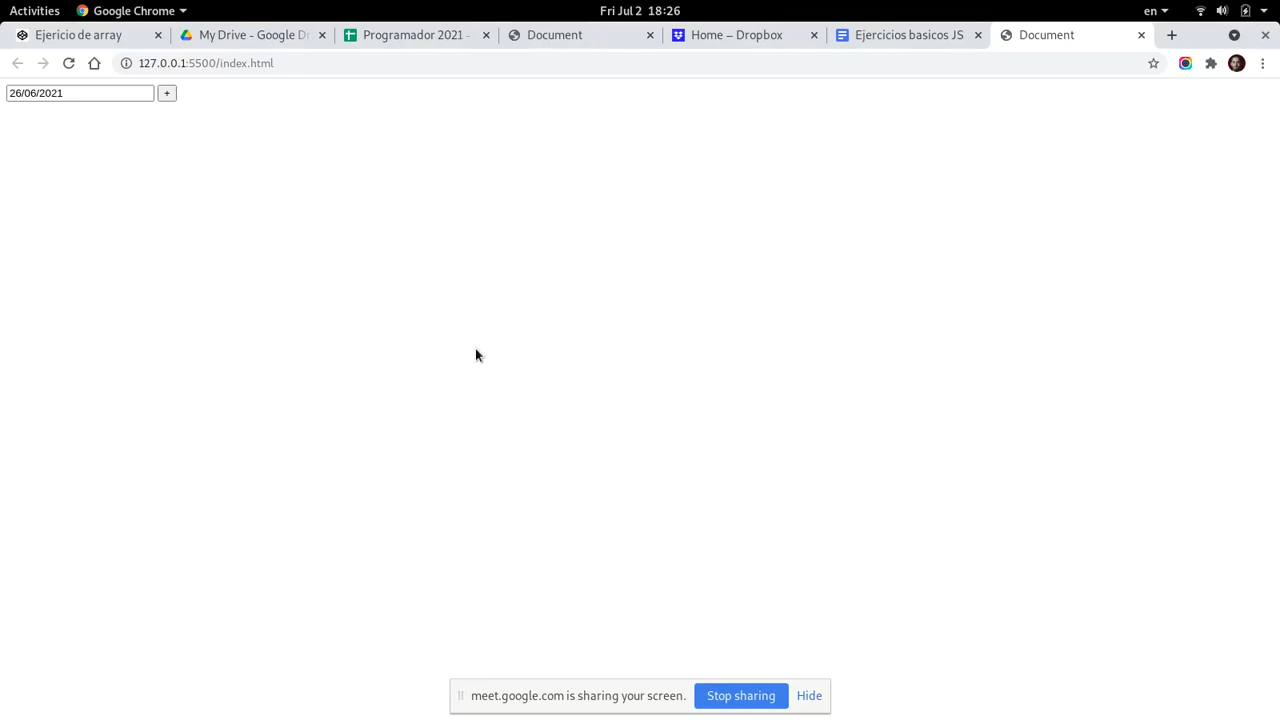 Activities Google Chrome Fri Jul 2 18:26 en
Ejericio de array My Drive - Google Dr Programador 2021 - Document Home – Dropbox Ejercicios basicos JS Document
127.0.0.1:5500/index.html
26/06/2021 +
meet.google.com is sharing your screen. Stop sharing Hide